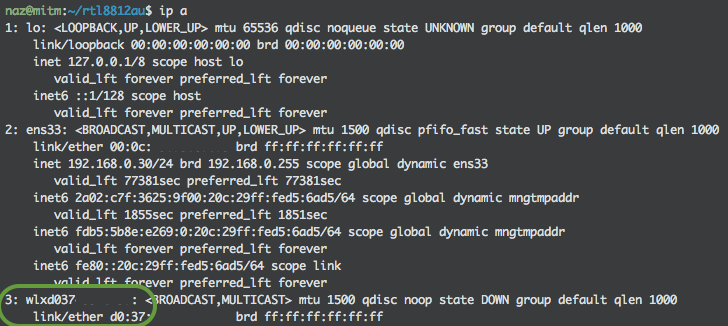 naz@mitm:~/rtl8812au$ ip a
1: lo: <LOOPBACK,UP,LOWER_UP> mtu 65536 qdisc noqueue state UNKNOWN group default qlen 1000
link/loopback 00:00:00:00:00:00 brd 00:00:00:00:00:00
inet 127.0.0.1/8 scope host lo
valid_lft forever preferred_lft forever
inet6 ::1/128 scope host
valid_lft forever preferred_lft forever
2: ens33: <BROADCAST,MULTICAST,UP,LOWER_UP> mtu 1500 qdisc pfifo_fast state UP group default qlen 1000
link/ether 00:0c: brd ff:ff:ff:ff:ff:ff
inet 192.168.0.30/24 brd 192.168.0.255 scope global dynamic ens33
valid_lft 77381sec preferred_lft 77381sec
inet6 2a02:c7f:3625:9f00:20c:29ff:fed5:6ad5/64 scope global dynamic mngtmpaddr
valid_lft 1855sec preferred_lft 1851sec
inet6 fdb5:5b8e:e269:0:20c:29ff:fed5:6ad5/64 scope global dynamic mngtmpaddr
valid_lft forever preferred_lft forever
inet6 fe80::20c:29ff:fed5:6ad5/64 scope link
valid_lft forever preferred_lft forever
3: wlxd037 : <BROADCAST,MULTICAST> mtu 1500 qdisc noop state DOWN group default qlen 1000
link/ether d0:37: brd ff:ff:ff:ff:ff:ff